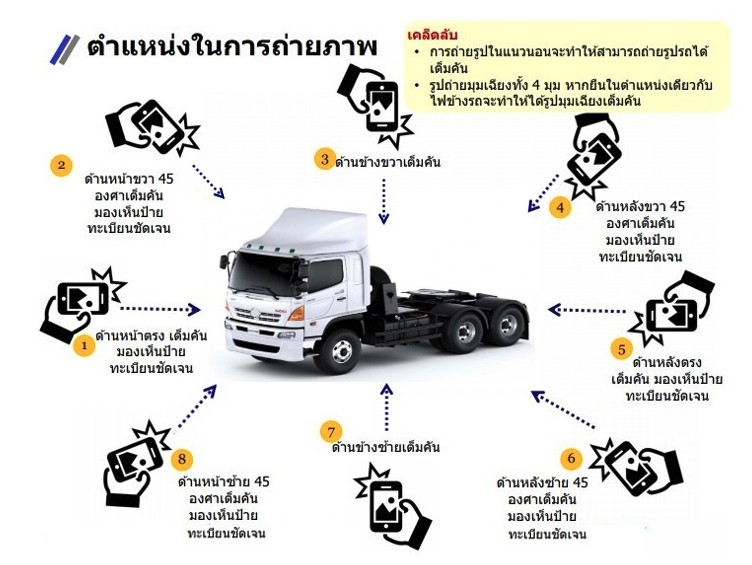 ตำแหน่งในการถ่ายภาพ
เคล็ดลับ
• การถ่ายรูปในแนวนอนจะทำให้สามารถถ่ายรูปรถได้
เต็มคัน
• รูปถ่ายมุมเฉียงทั้ง 4 มุม หากยืนในตำแหน่งเดียวกับ
ไฟข้างรถจะทำให้ได้รูปมุมเฉียงเต็มคัน
2
ด้านหน้าขวา 45
องศาเต็มคัน
มองเห็นป้าย
ทะเบียนชัดเจน
3
ด้านข้างขวาเต็มคัน
4
ด้านหลังขวา 45
องศาเต็มคัน
มองเห็นป้าย
ทะเบียนชัดเจน
1
ด้านหน้าตรง เต็มคัน
มองเห็นป้าย
ทะเบียนชัดเจน
5
ด้านหลังตรง
เต็มคัน มองเห็นป้าย
ทะเบียนชัดเจน
8
ด้านหน้าซ้าย 45
องศาเต็มคัน
มองเห็นป้าย
ทะเบียนชัดเจน
7
ด้านข้างซ้ายเต็มคัน
6
ด้านหลังซ้าย 45
องศาเต็มคัน
มองเห็นป้าย
ทะเบียนชัดเจน